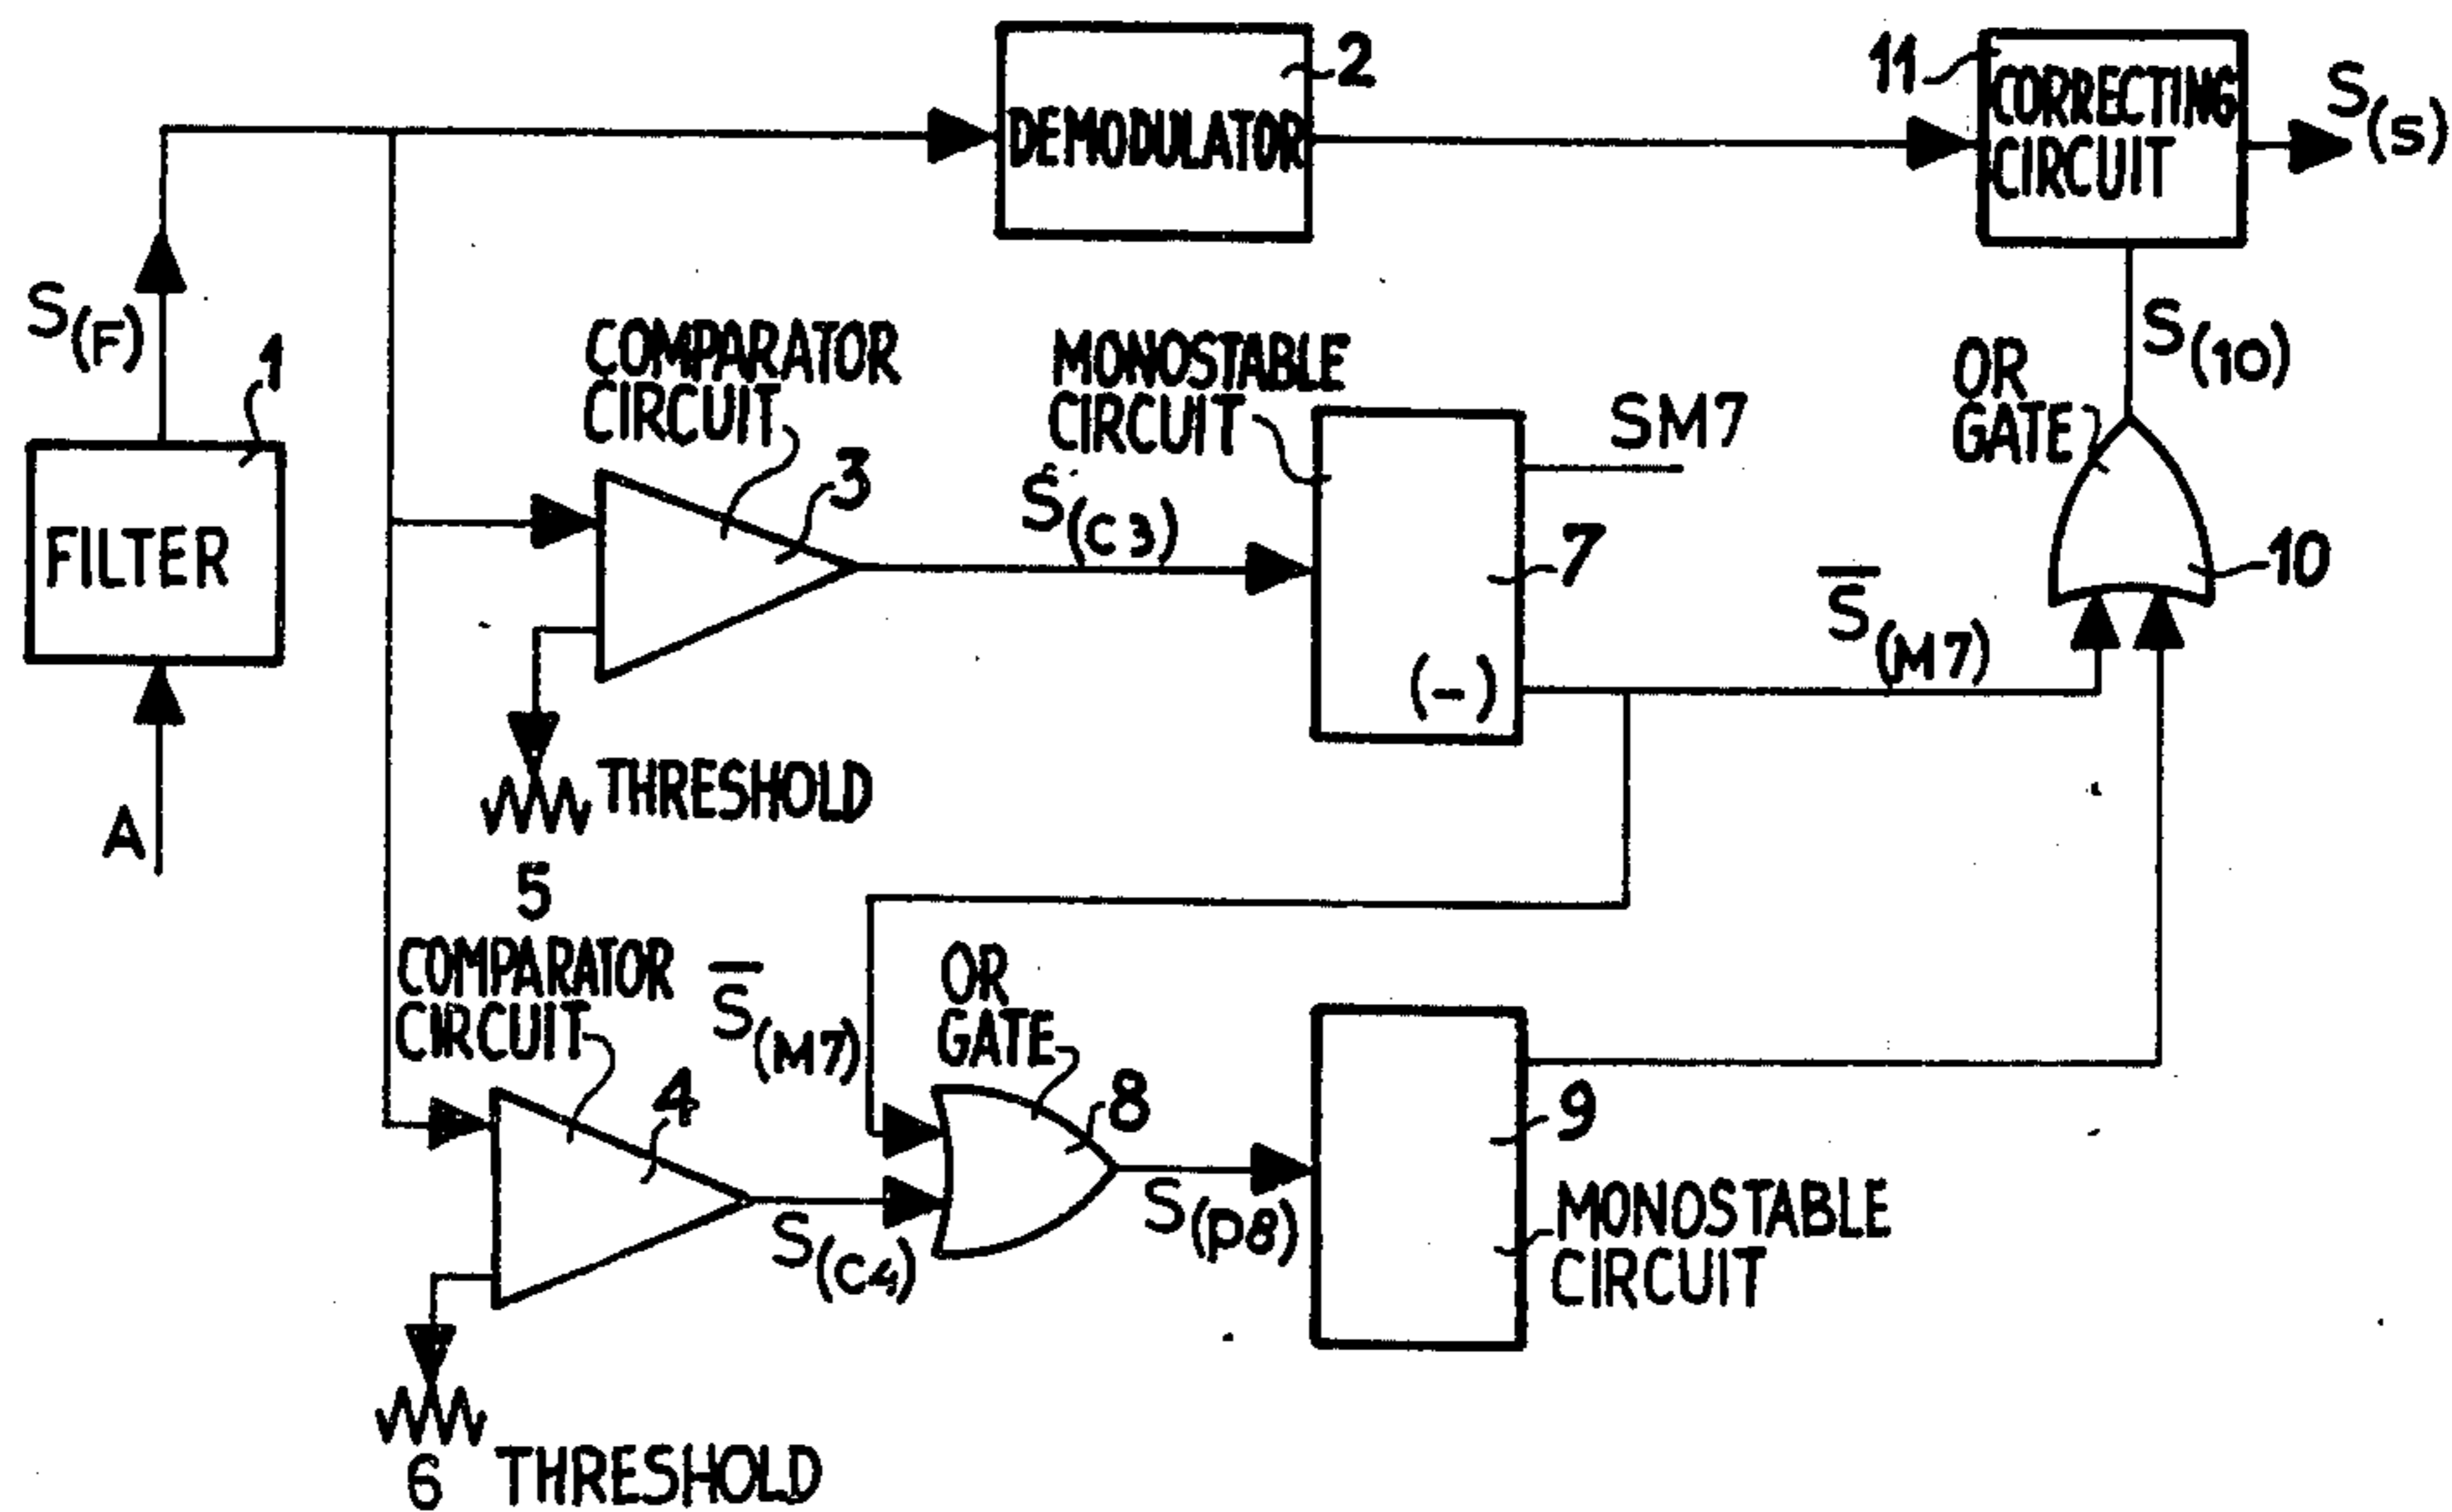 2
DEMODULATOR
11
CORRECTING
CIRCUIT
S(S)
S(F)
1
FILTER
A
COMPARATOR
CIRCUIT
3
S(C3)
MONOSTABLE
CIRCUIT
SM7
7
(-)
S̅(M7)
OR
GATE
S(10)
10
THRESHOLD
5
COMPARATOR
CIRCUIT
4
S̅(M7)
OR
GATE
8
S(C4)
S(p8)
9
MONOSTABLE
CIRCUIT
6 THRESHOLD